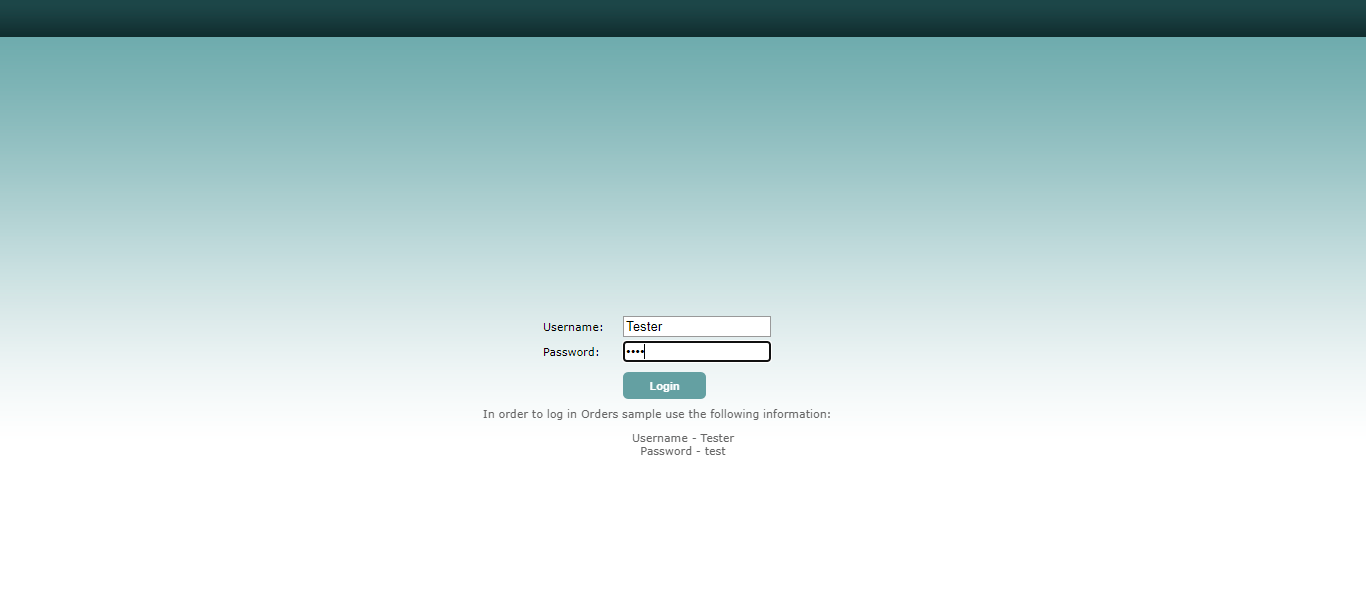 Username: Tester
Password: ••••
Login
In order to log in Orders sample use the following information:
Username - Tester
Password - test